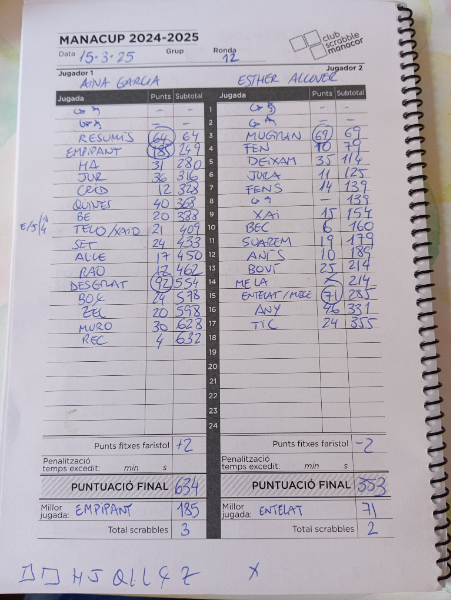 MANACUP 2024-2025
club scrabble manacor
Data 15-3-25 Grup Ronda 12
Jugador 1 Jugador 2
AINA GARCIA ESTHER ALCOVER
Jugada Punts Subtotal Jugada Punts Subtotal
- - 1 - -
- - 2 - -
RESUMIS 64 64 3 MUGRAN 69 69
EMPIPANT 185 249 4 FEN 10 79
HA 31 280 5 DEIXAM 35 114
JUR 36 316 6 JUCA 11 125
CRID 12 328 7 FENS 14 139
QUINES 40 368 8 - 139
BE 20 388 9 XAI 15 154
E/S/4 TELO/XAID 21 409 10 BEC 6 160
SET 24 433 11 SUAREM 19 179
ALLE 17 450 12 ANIS 10 189
RAO 12 462 13 BOVI 25 214
DESGRAT 92 554 14 MELA - 214
BOX 24 578 15 ENTELAT/MELE 71 285
ZEL 20 598 16 ANY 46 331
MURO 30 628 17 TIC 24 355
REC 4 632 18
19
20
21
22
23
24
Punts fitxes faristol +2 Punts fitxes faristol -2
Penalització temps excedit: min s Penalització temps excedit: min s
PUNTUACIÓ FINAL 634 PUNTUACIÓ FINAL 353
Millor jugada: EMPIPANT 185 Millor jugada: ENTELAT 71
Total scrabbles 3 Total scrabbles 2